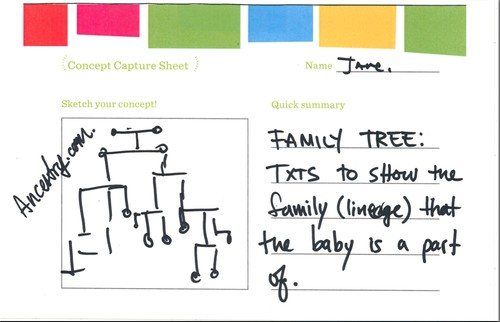 (Concept Capture Sheet)
Name Jane.
Sketch your concept!
Quick summary
Ancestry.com.
FAMILY TREE:
TXTS to SHOW the
family (lineage) that
the baby is a part
of.